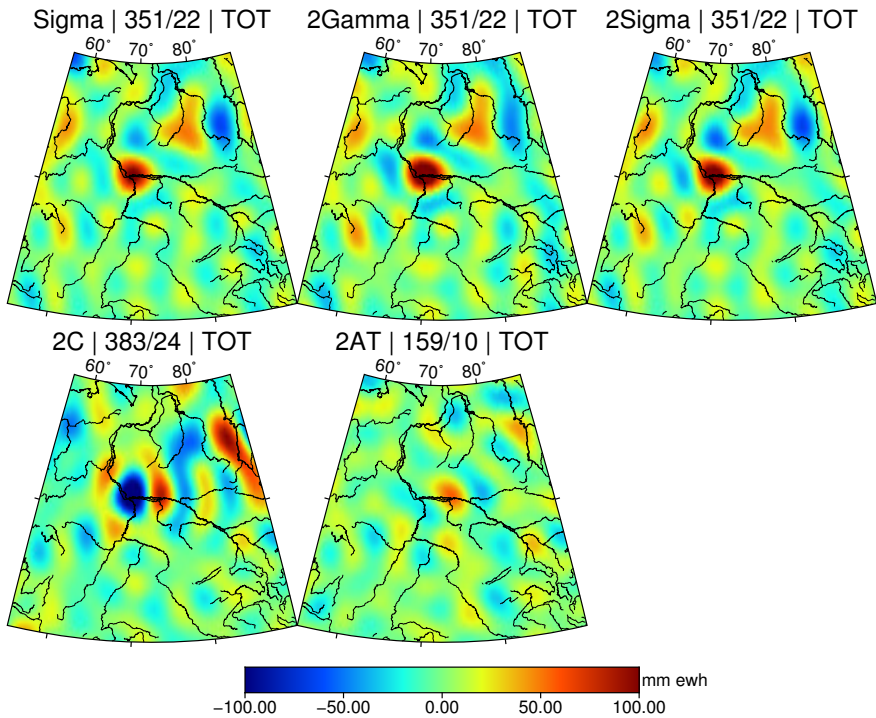 Sigma | 351/22 | TOT
2Gamma | 351/22 | TOT
2Sigma | 351/22 | TOT
60° 70° 80°
60° 70° 80°
60° 70° 80°
2C | 383/24 | TOT
2AT | 159/10 | TOT
60° 70° 80°
60° 70° 80°
mm ewh
−100.00 −50.00 0.00 50.00 100.00